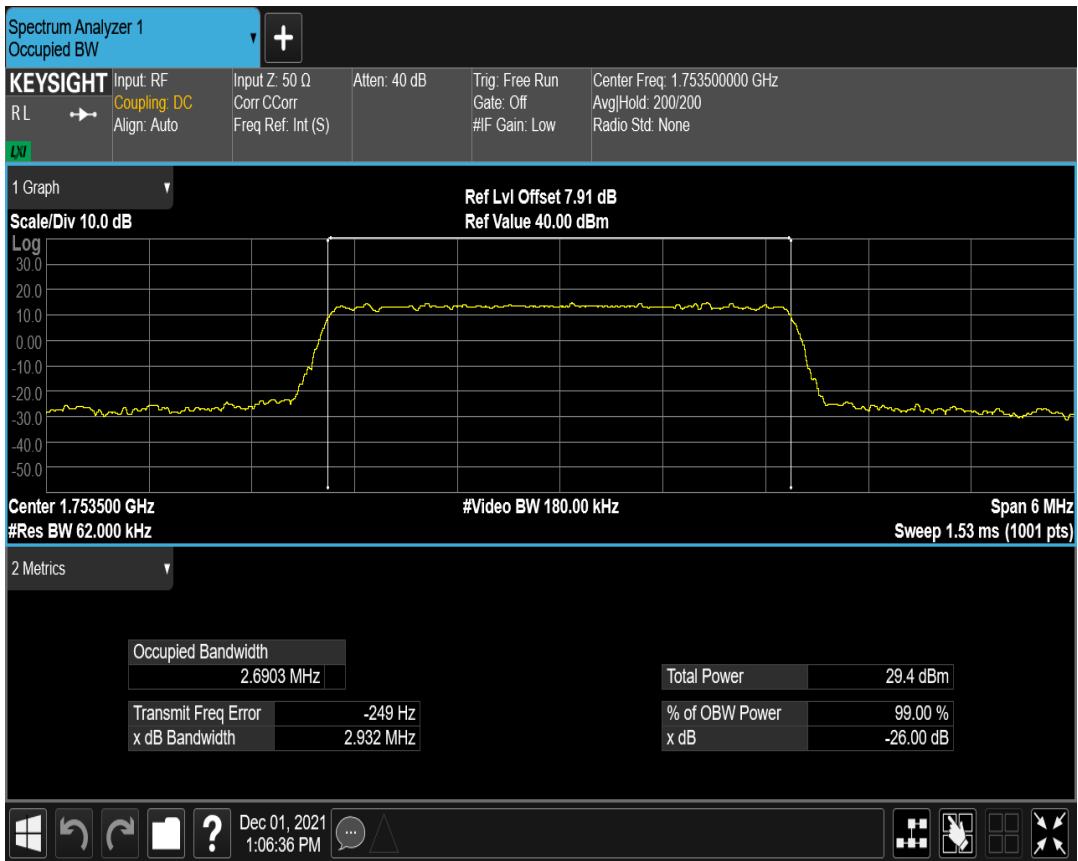 Spectrum Analyzer 1
Occupied BW
+
KEYSIGHT
R L
LXI
Input: RF
Coupling: DC
Align: Auto
Input Z: 50 Ω
Corr CCorr
Freq Ref: Int (S)
Atten: 40 dB
Trig: Free Run
Gate: Off
#IF Gain: Low
Center Freq: 1.753500000 GHz
Avg|Hold: 200/200
Radio Std: None
1 Graph
Scale/Div 10.0 dB
Ref Lvl Offset 7.91 dB
Ref Value 40.00 dBm
Log
30.0
20.0
10.0
0.00
-10.0
-20.0
-30.0
-40.0
-50.0
Center 1.753500 GHz
#Res BW 62.000 kHz
#Video BW 180.00 kHz
Span 6 MHz
Sweep 1.53 ms (1001 pts)
2 Metrics
Occupied Bandwidth
2.6903 MHz
Transmit Freq Error -249 Hz
x dB Bandwidth 2.932 MHz
Total Power 29.4 dBm
% of OBW Power 99.00 %
x dB -26.00 dB
?
Dec 01, 2021
1:06:36 PM